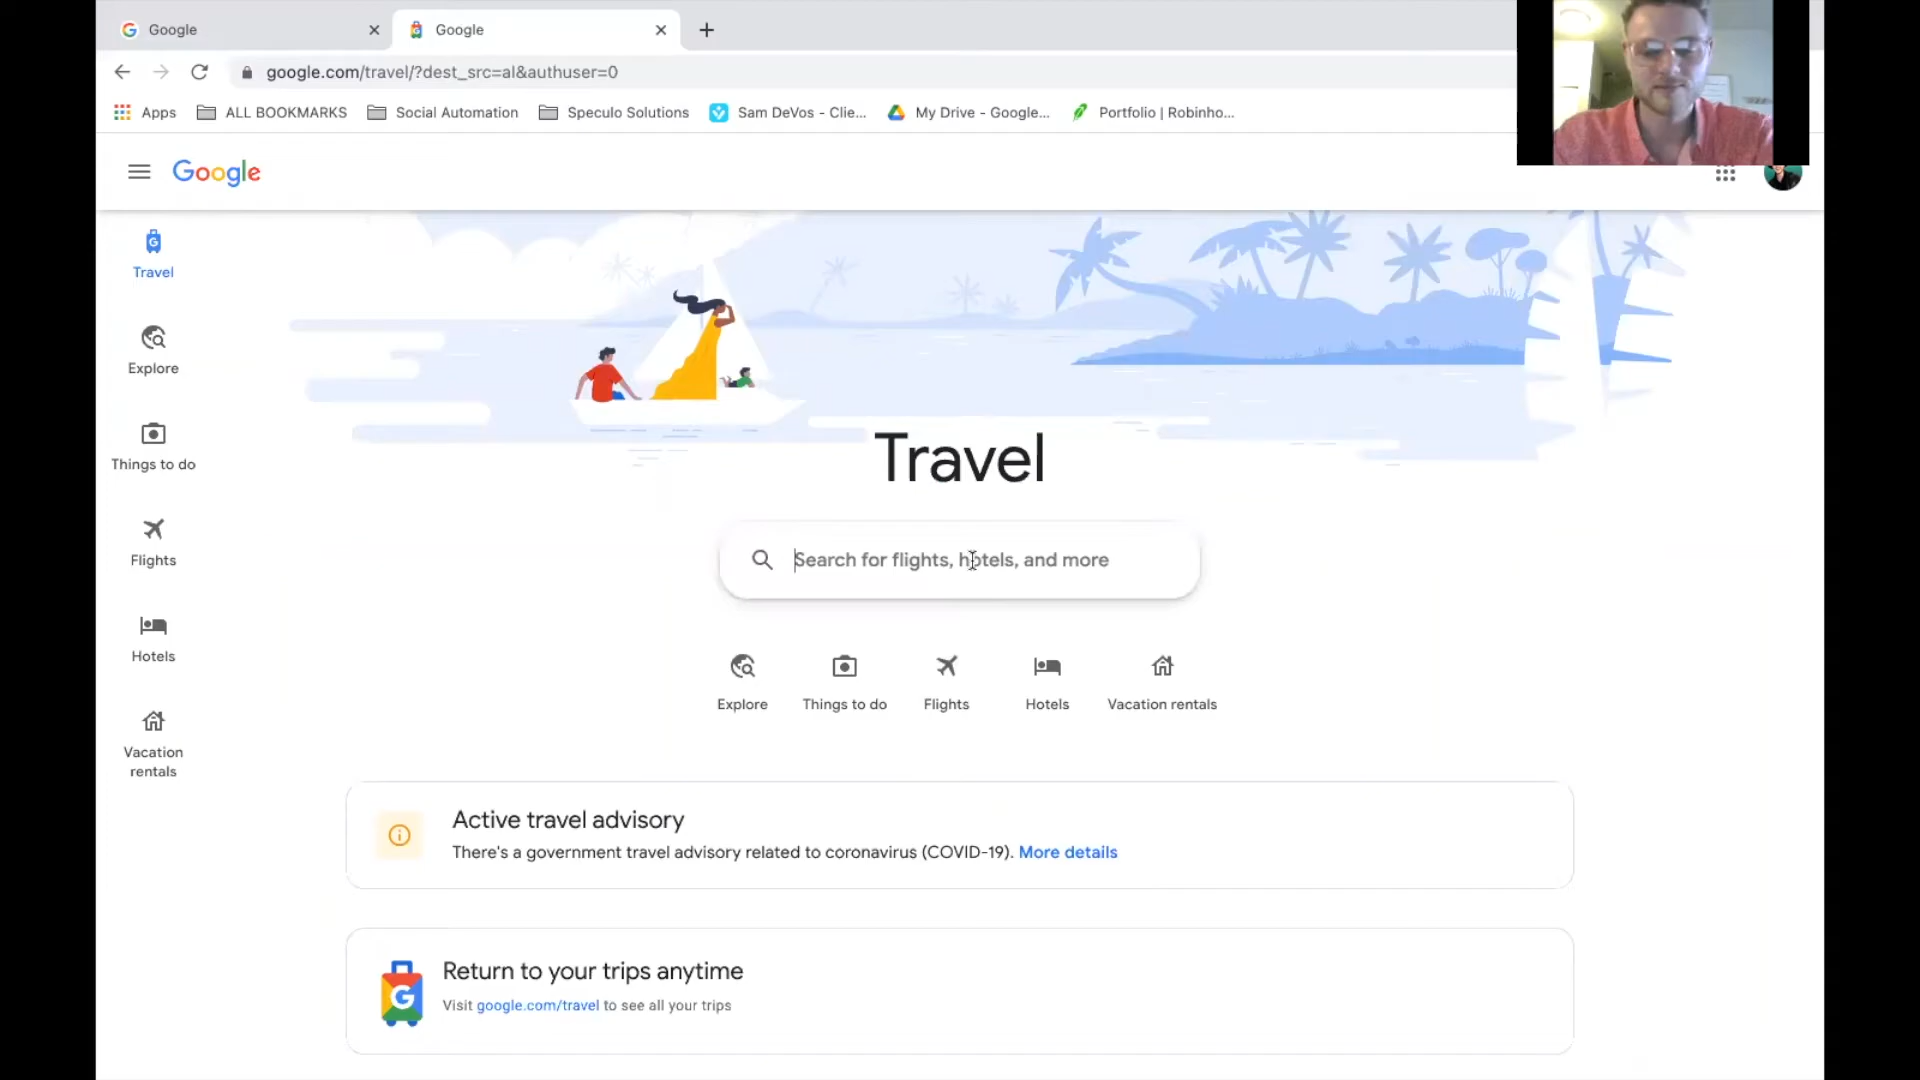 Google
Google
google.com/travel/?dest_src=al&authuser=0
Apps
ALL BOOKMARKS
Social Automation
Speculo Solutions
Sam DeVos - Clie...
My Drive - Google...
Portfolio | Robinho...
Google
Travel
Explore
Things to do
Flights
Hotels
Vacation
rentals
Travel
Search for flights, hotels, and more
Explore
Things to do
Flights
Hotels
Vacation rentals
Active travel advisory
There's a government travel advisory related to coronavirus (COVID-19). More details
Return to your trips anytime
Visit google.com/travel to see all your trips